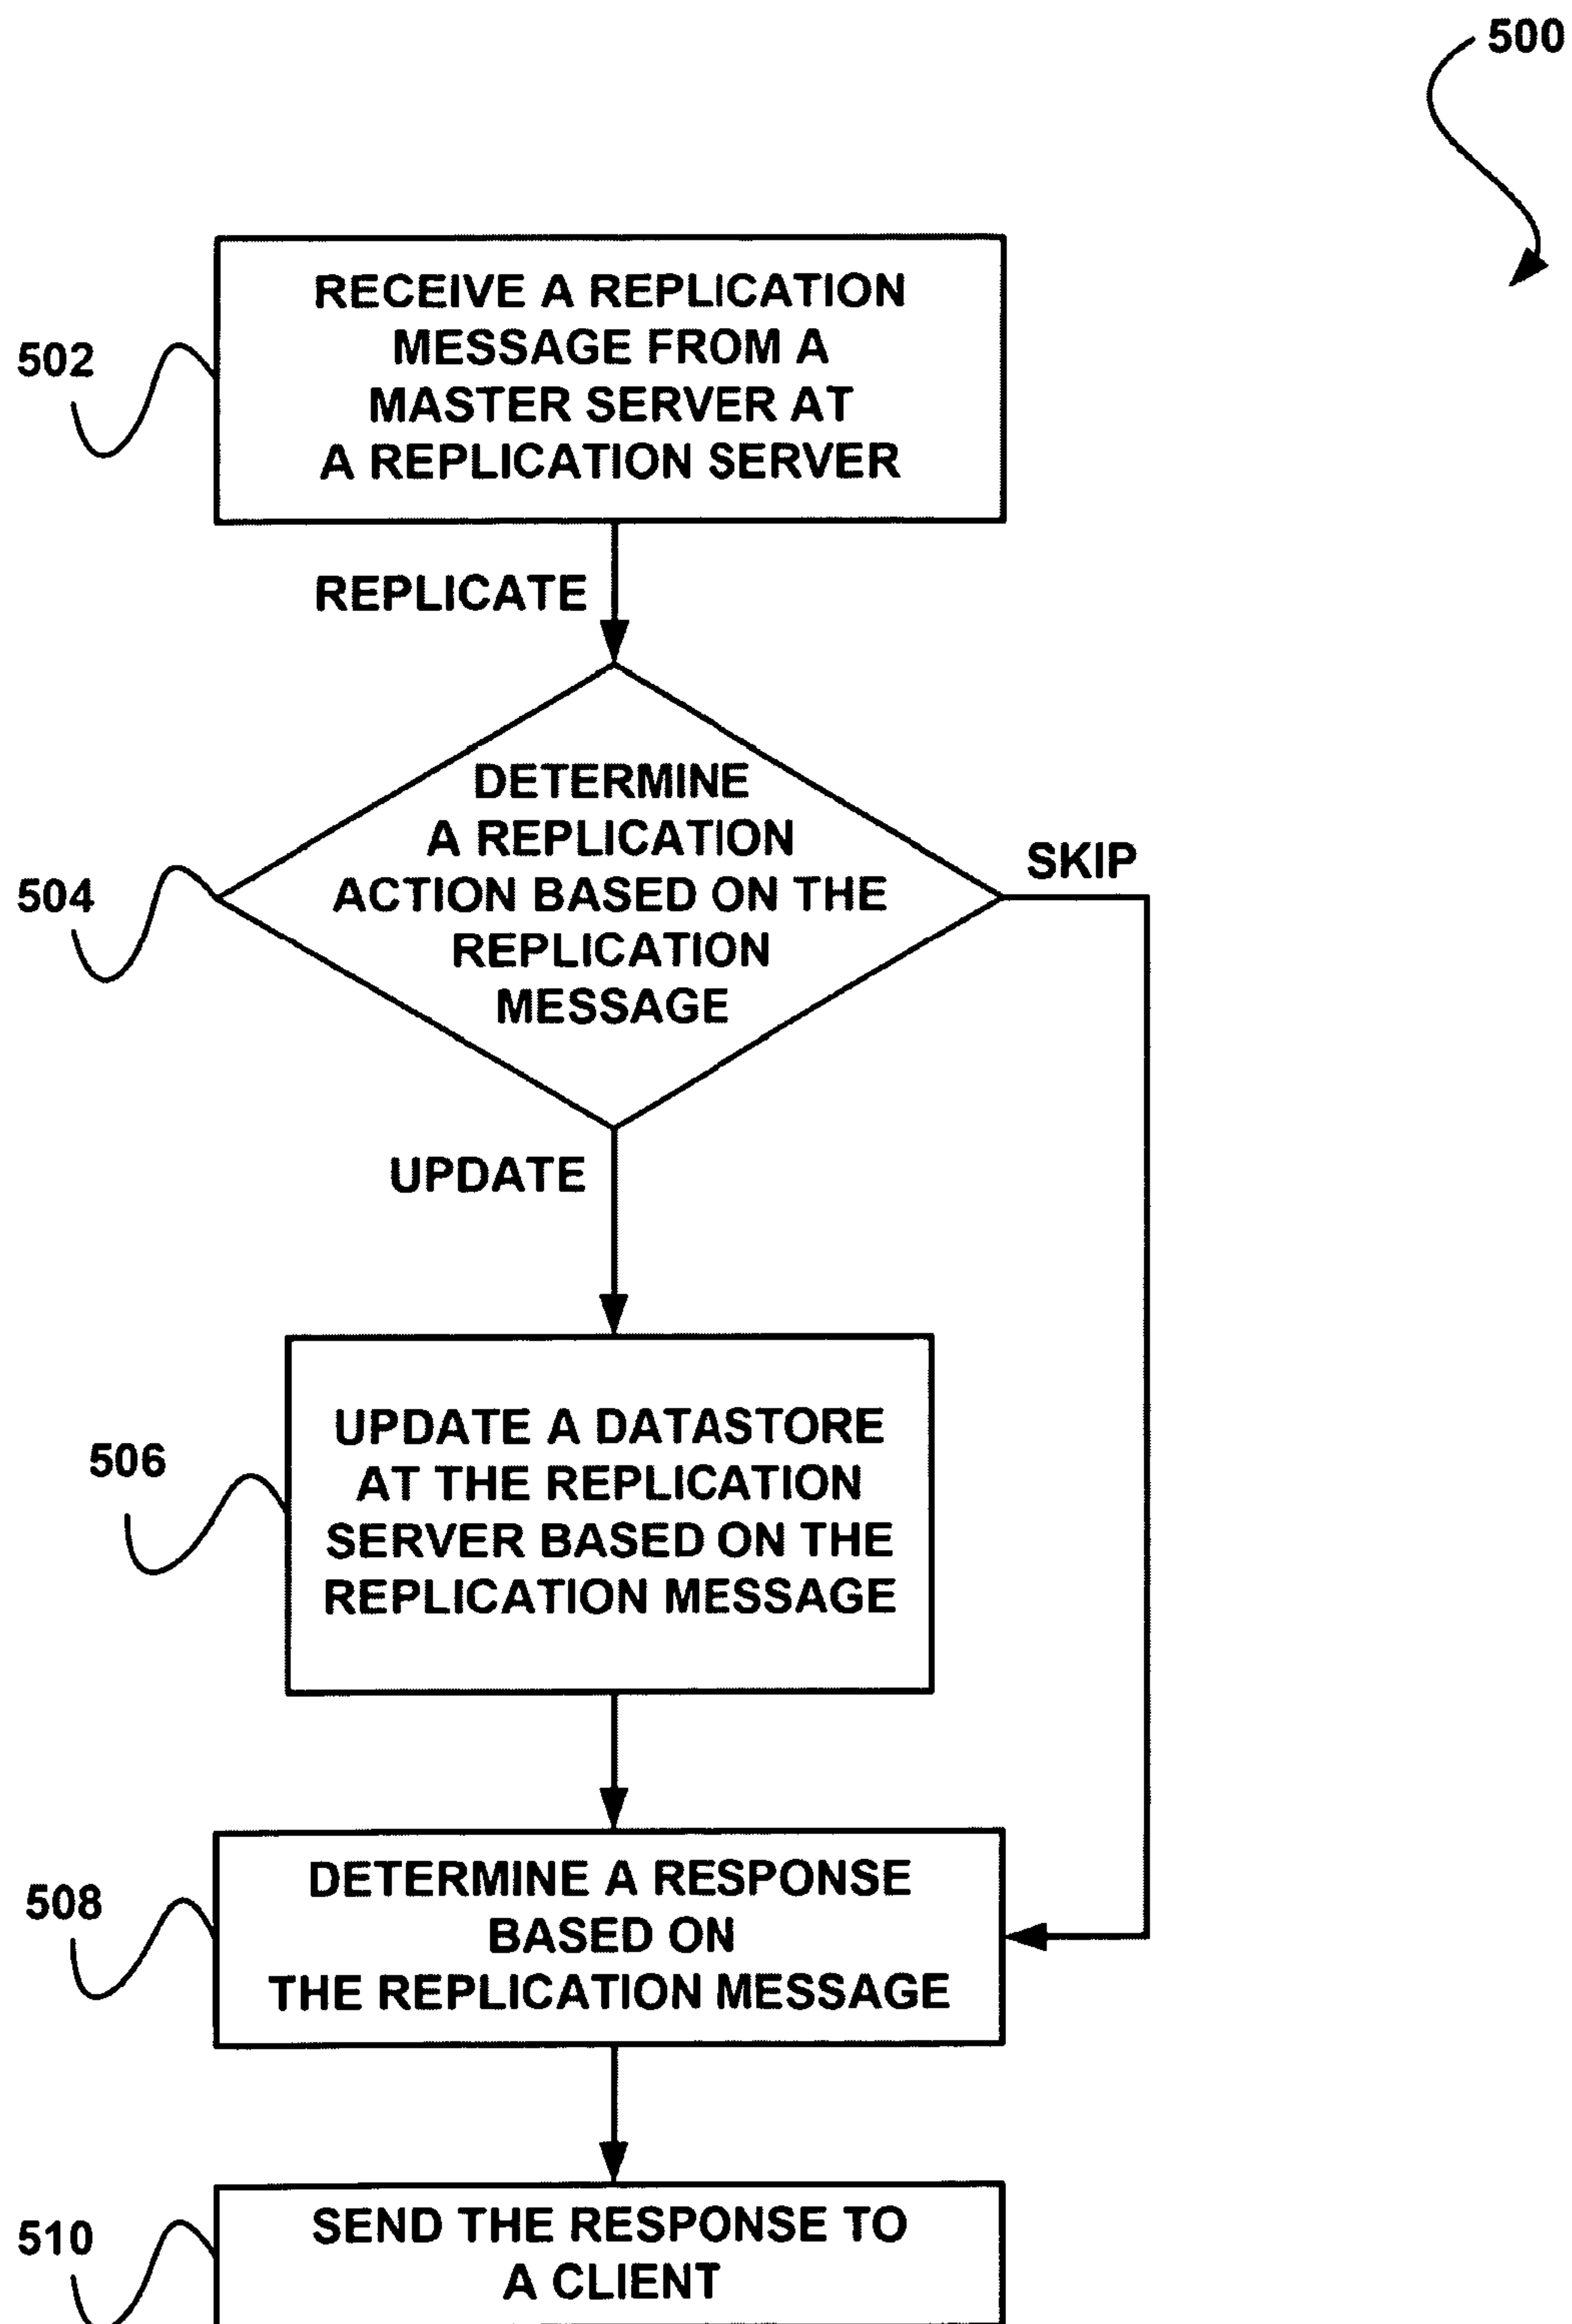 500
502
RECEIVE A REPLICATION
MESSAGE FROM A
MASTER SERVER AT
A REPLICATION SERVER
REPLICATE
504
DETERMINE
A REPLICATION
ACTION BASED ON THE
REPLICATION
MESSAGE
SKIP
UPDATE
506
UPDATE A DATASTORE
AT THE REPLICATION
SERVER BASED ON THE
REPLICATION MESSAGE
508
DETERMINE A RESPONSE
BASED ON
THE REPLICATION MESSAGE
510
SEND THE RESPONSE TO
A CLIENT